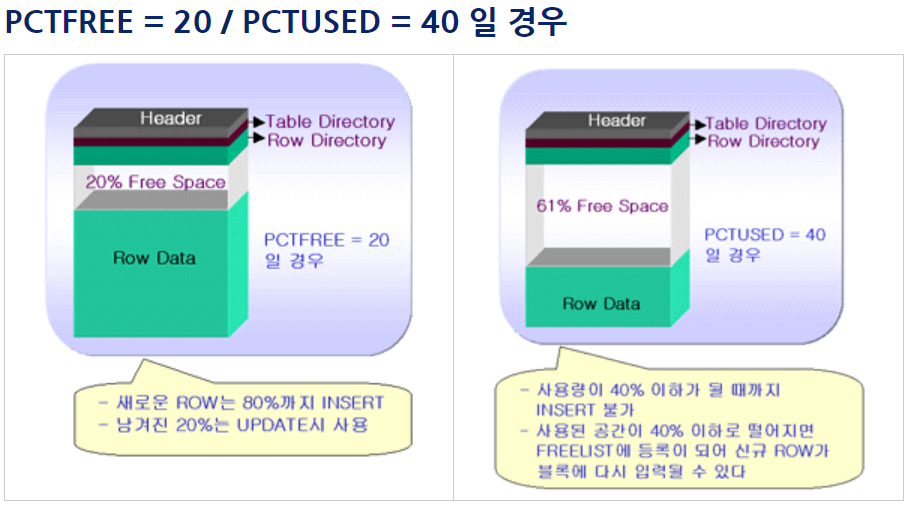 PCTFREE = 20 / PCTUSED = 40 일 경우
Header
Table Directory
Row Directory
20% Free Space
PCTFREE = 20
일 경우
Row Data
- 새로운 ROW는 80%까지 INSERT
- 남겨진 20%는 UPDATE시 사용
Header
Table Directory
Row Directory
61% Free Space
PCTUSED = 40
일 경우
Row Data
- 사용량이 40% 이하가 될 때까지
INSERT 불가
- 사용된 공간이 40% 이하로 떨어지면
FREELIST에 등록이 되어 신규 ROW가
블록에 다시 입력될 수 있다